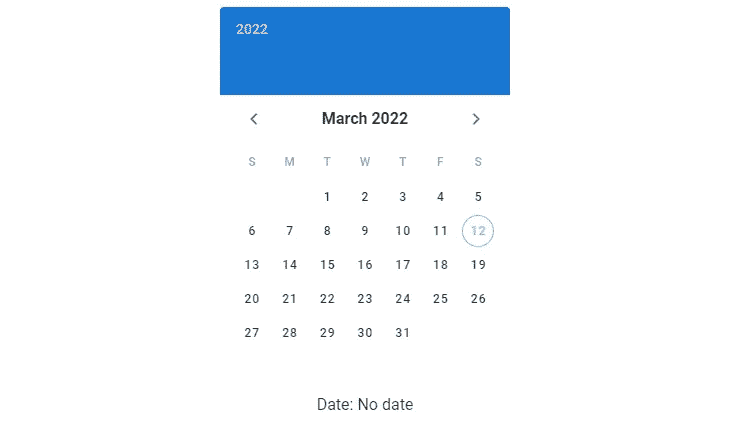 2022
March 2022
S M T W T F S
1 2 3 4 5
6 7 8 9 10 11 12
13 14 15 16 17 18 19
20 21 22 23 24 25 26
27 28 29 30 31
Date: No date